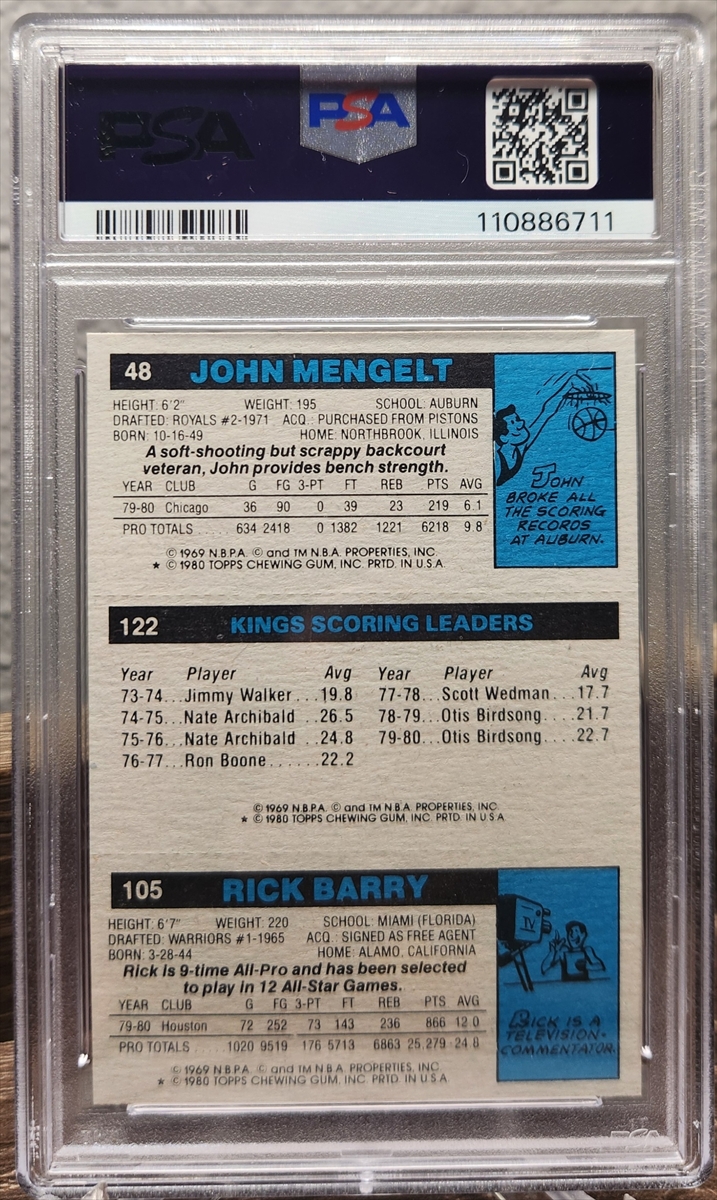 PSA
PSA
110886711
48 JOHN MENGELT
HEIGHT: 6'2" WEIGHT: 195 SCHOOL: AUBURN
DRAFTED: ROYALS #2-1971 ACQ.: PURCHASED FROM PISTONS
BORN: 10-16-49 HOME: NORTHBROOK, ILLINOIS
A soft-shooting but scrappy backcourt
veteran, John provides bench strength.
YEAR CLUB G FG 3-PT FT REB PTS AVG
79-80 Chicago 36 90 0 39 23 219 6.1
PRO TOTALS 634 2418 0 1382 1221 6218 9.8
© 1969 N.B.P.A. © and TM N.B.A. PROPERTIES, INC.
★ © 1980 TOPPS CHEWING GUM, INC. PRTD. IN U.S.A.
JOHN
BROKE ALL
THE SCORING
RECORDS
AT AUBURN.
122 KINGS SCORING LEADERS
Year Player Avg Year Player Avg
73-74...Jimmy Walker...19.8 77-78...Scott Wedman...17.7
74-75...Nate Archibald..26.5 78-79...Otis Birdsong....21.7
75-76...Nate Archibald..24.8 79-80...Otis Birdsong....22.7
76-77...Ron Boone......22.2
© 1969 N.B.P.A. © and TM N.B.A. PROPERTIES, INC.
★ © 1980 TOPPS CHEWING GUM, INC. PRTD. IN U.S.A
105 RICK BARRY
HEIGHT: 6'7" WEIGHT: 220 SCHOOL: MIAMI (FLORIDA)
DRAFTED: WARRIORS #1-1965 ACQ.: SIGNED AS FREE AGENT
BORN: 3-28-44 HOME: ALAMO, CALIFORNIA
Rick is 9-time All-Pro and has been selected
to play in 12 All-Star Games.
YEAR CLUB G FG 3-PT FT REB PTS AVG
79-80 Houston 72 252 73 143 236 866 12.0
PRO TOTALS 1020 9519 176 5713 6863 25,279 24.8
© 1969 N.B.P.A. © and TM N.B.A. PROPERTIES, INC.
★ © 1980 TOPPS CHEWING GUM, INC. PRTD. IN U.S.A.
TV
RICK IS A
TELEVISION-
COMMENTATOR.
PSA